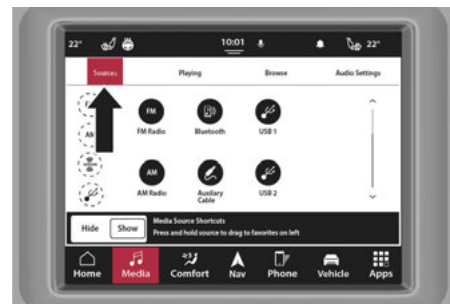 22° 10:01 22°
Sources Playing Browse Audio Settings
FM
FM Radio Bluetooth USB 1
AM AM
AM Radio Auxilary USB 2
Cable
Hide Show Media Source Shortcuts
Press and hold source to drag to favorites on left
Home Media Comfort Nav Phone Vehicle Apps